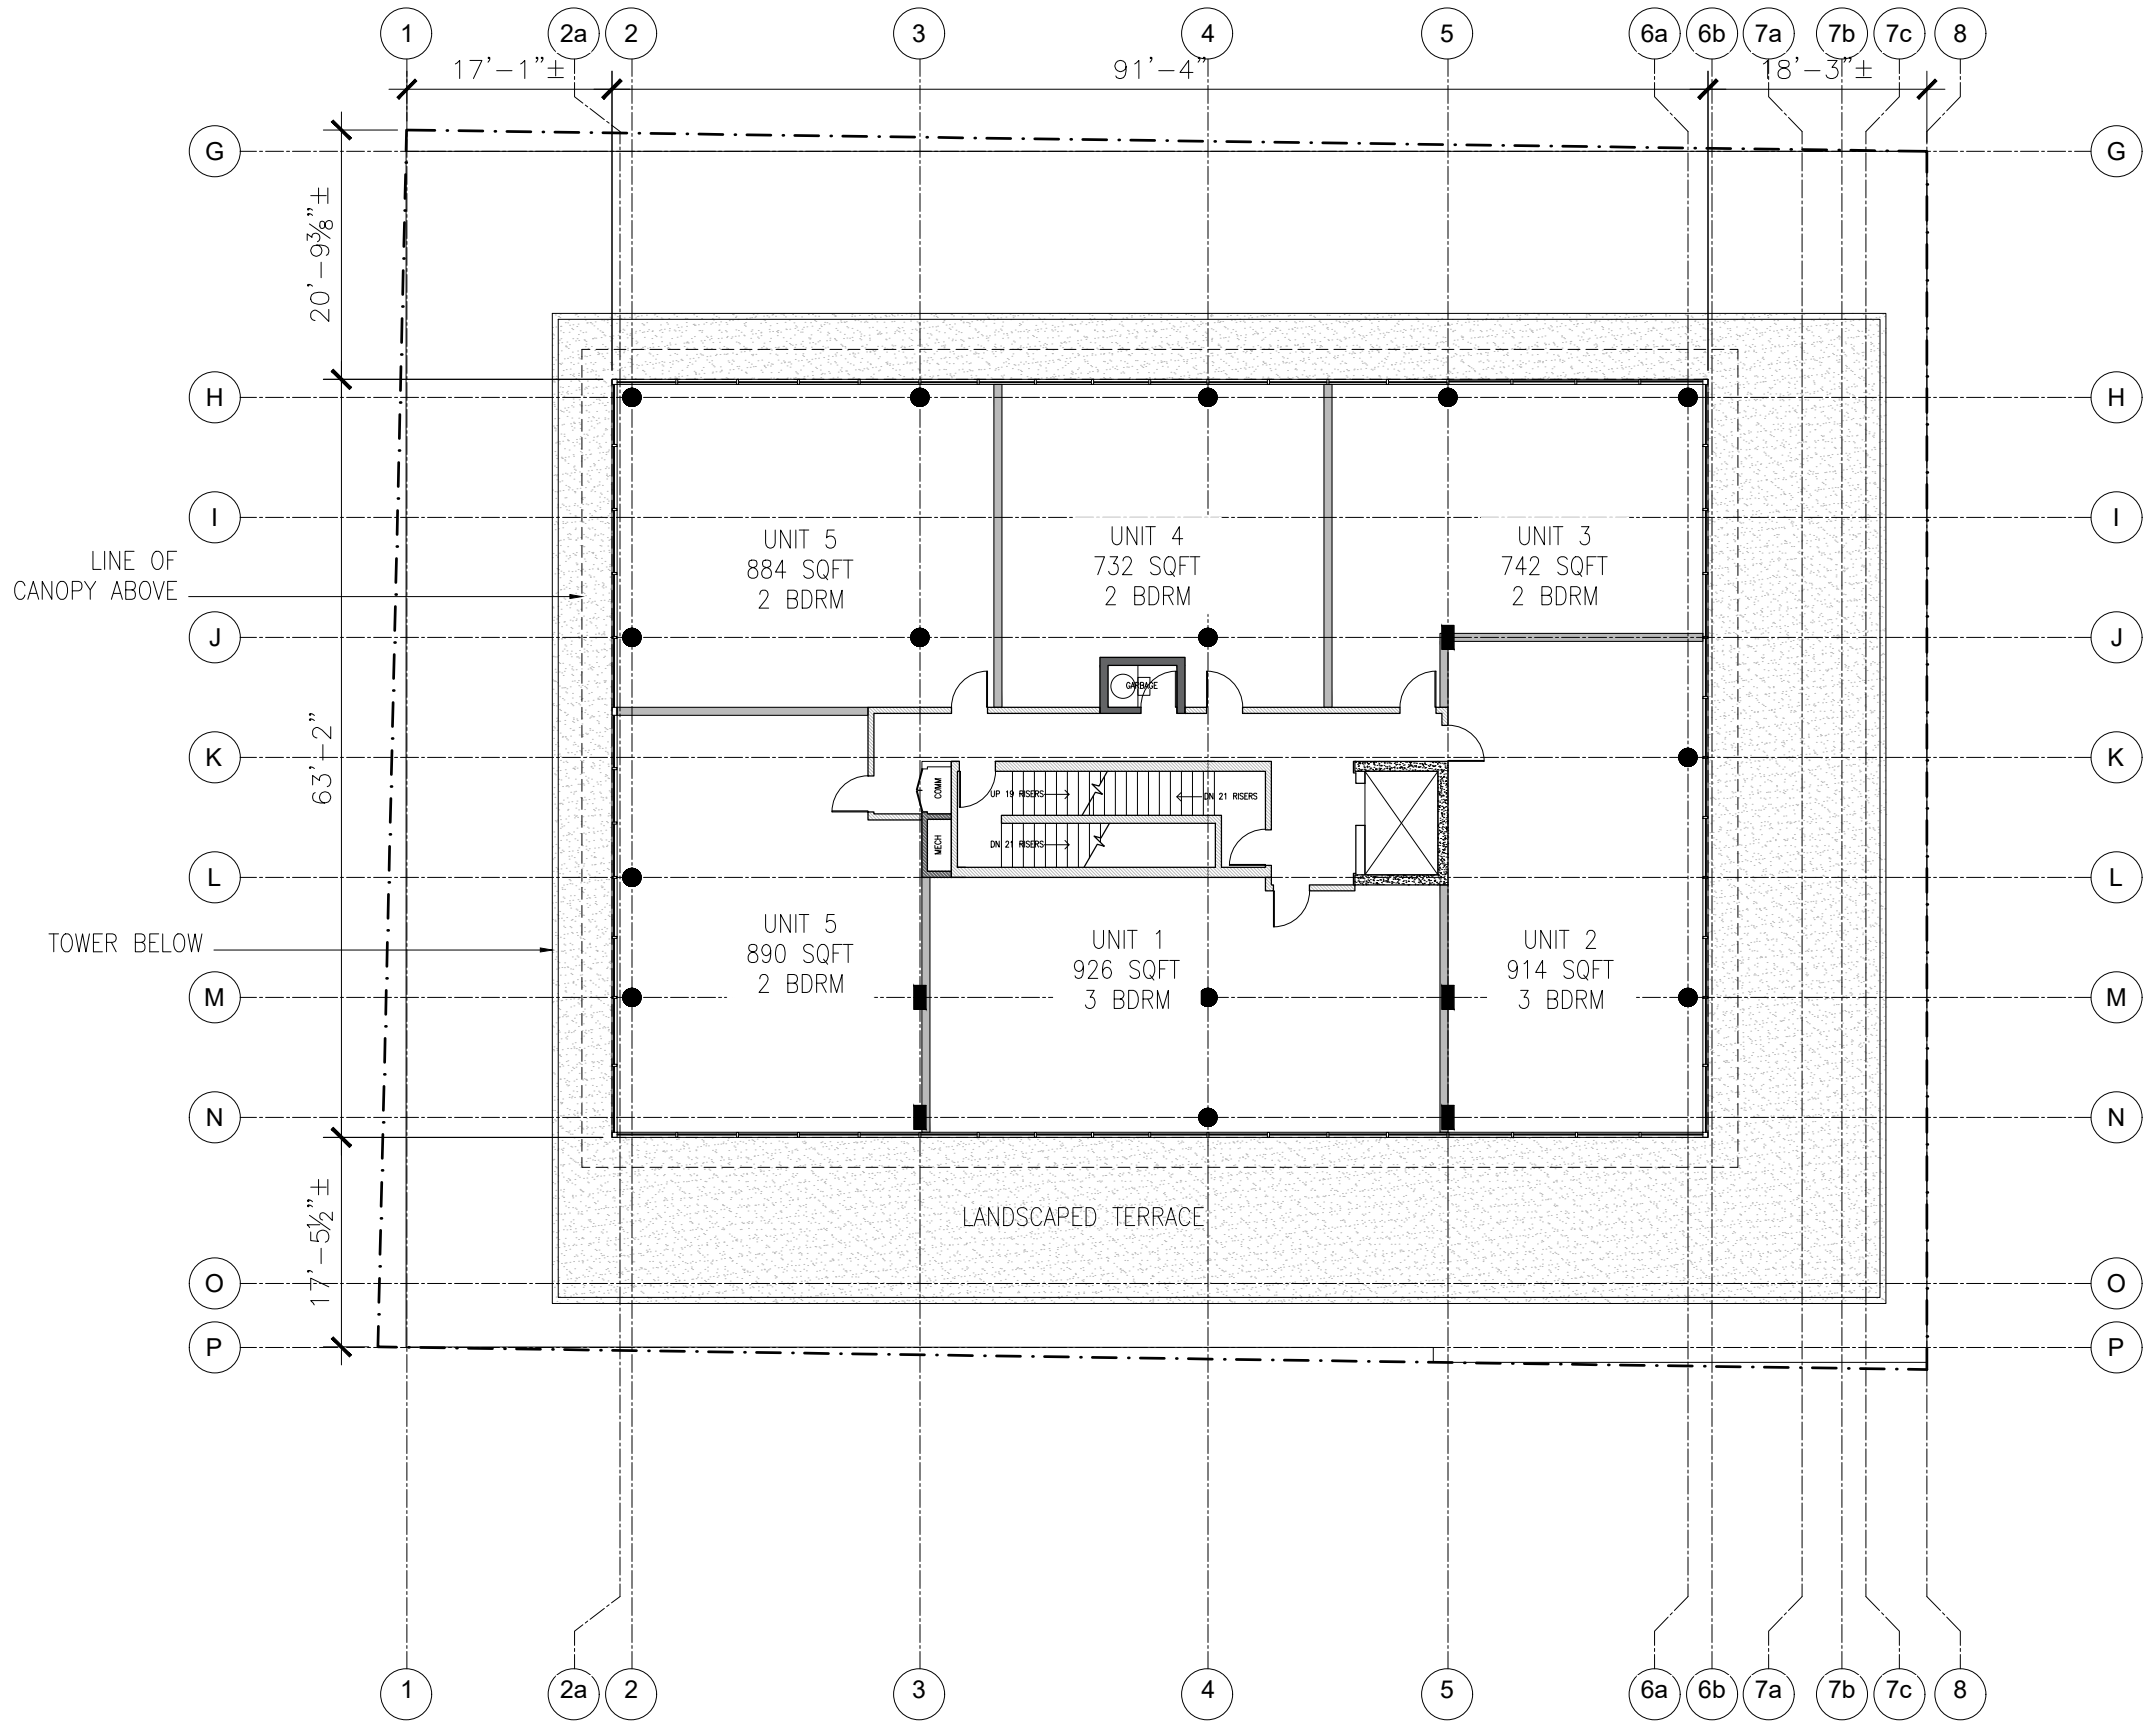 1 2a 2 3 4 5 6a 6b 7a 7b 7c 8
17'-1"± 91'-4" 18'-3"±
G G
20'-9⅜"±
H H
I I
UNIT 5
884 SQFT
2 BDRM
UNIT 4
732 SQFT
2 BDRM
UNIT 3
742 SQFT
2 BDRM
LINE OF
CANOPY ABOVE
J J
GARBAGE
63'-2"
K K
COMM
UP 19 RISERS
DN 21 RISERS
MECH
DN 21 RISERS
L L
TOWER BELOW
UNIT 5
890 SQFT
2 BDRM
UNIT 1
926 SQFT
3 BDRM
UNIT 2
914 SQFT
3 BDRM
M M
N N
17'-5½"±
LANDSCAPED TERRACE
O O
P P
1 2a 2 3 4 5 6a 6b 7a 7b 7c 8